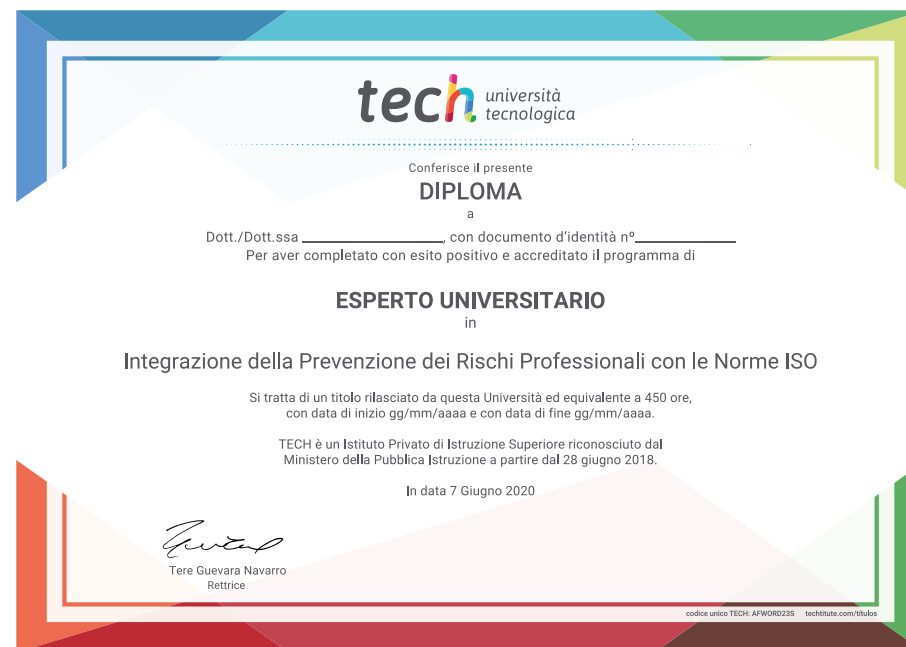 tech università
tecnologica
Conferisce il presente
DIPLOMA
a
Dott./Dott.ssa ________________, con documento d'identità nº____________
Per aver completato con esito positivo e accreditato il programma di
ESPERTO UNIVERSITARIO
in
Integrazione della Prevenzione dei Rischi Professionali con le Norme ISO
Si tratta di un titolo rilasciato da questa Università ed equivalente a 450 ore,
con data di inizio gg/mm/aaaa e con data di fine gg/mm/aaaa.
TECH è un Istituto Privato di Istruzione Superiore riconosciuto dal
Ministero della Pubblica Istruzione a partire dal 28 giugno 2018.
In data 7 Giugno 2020
Tere Guevara Navarro
Rettrice
codice unico TECH: AFWORD23S techtitute.com/titulos